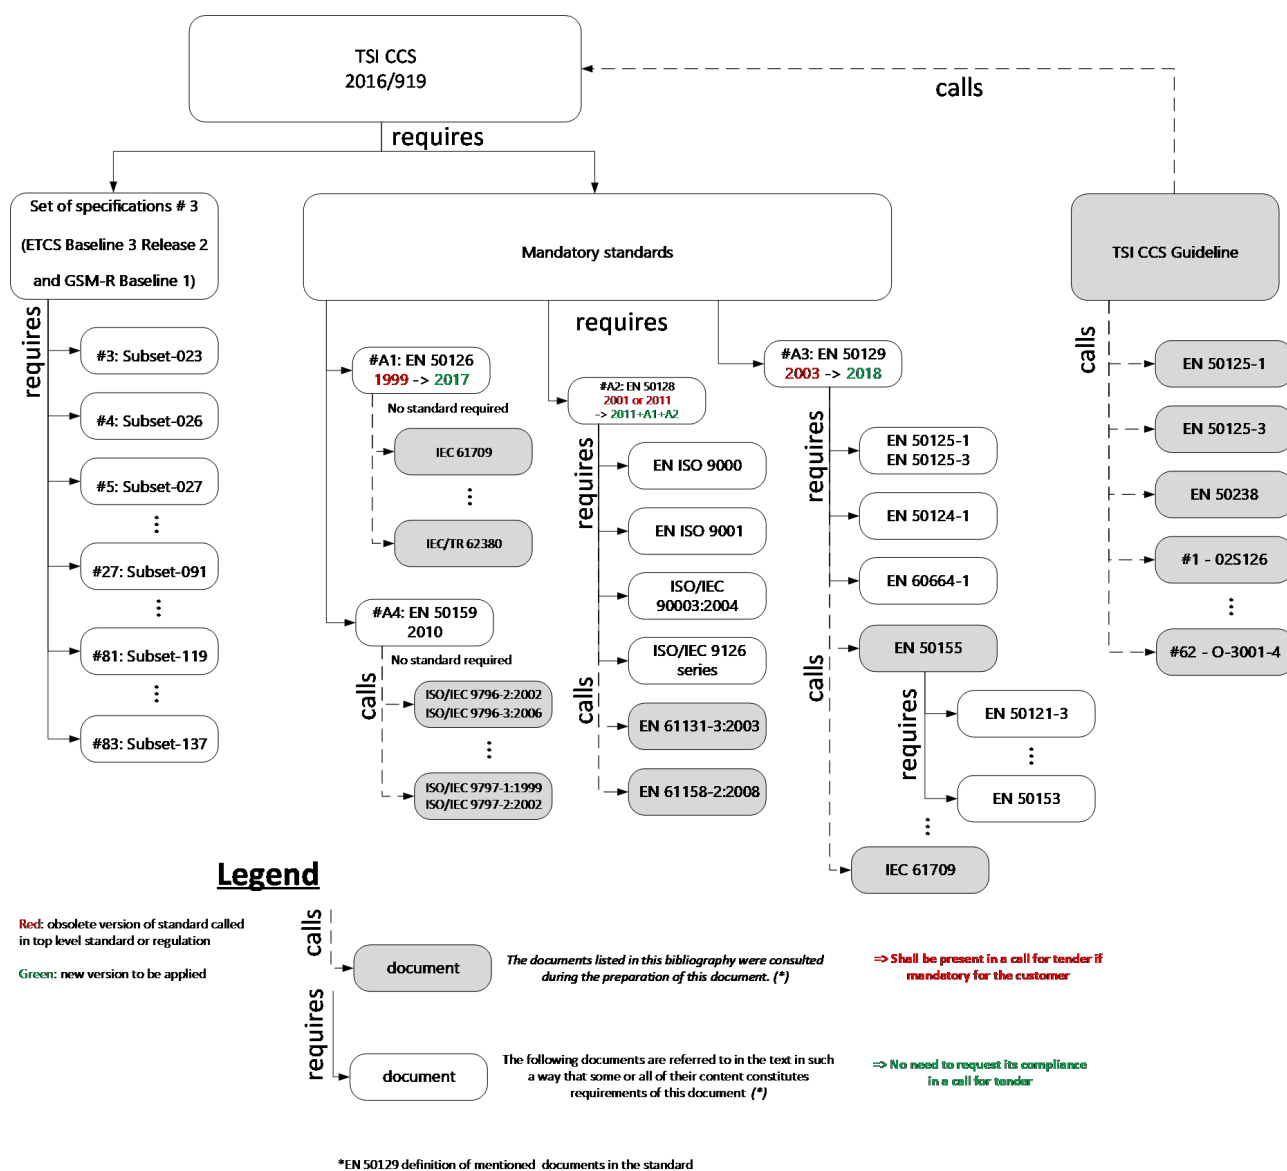 TSI CCS
2016/919
calls
requires
Set of specifications # 3
(ETCS Baseline 3 Release 2
and GSM-R Baseline 1)
Mandatory standards
TSI CCS Guideline
requires
#3: Subset-023
#4: Subset-026
#5: Subset-027
...
#27: Subset-091
...
#81: Subset-119
...
#83: Subset-137
requires
#A1: EN 50126
1999 -> 2017
No standard required
IEC 61709
...
IEC/TR 62380
#A4: EN 50159
2010
No standard required
calls
ISO/IEC 9796-2:2002
ISO/IEC 9796-3:2006
...
ISO/IEC 9797-1:1999
ISO/IEC 9797-2:2002
#A2: EN 50128
2001 or 2011
-> 2011+A1+A2
requires
EN ISO 9000
EN ISO 9001
ISO/IEC
90003:2004
ISO/IEC 9126
series
calls
EN 61131-3:2003
EN 61158-2:2008
#A3: EN 50129
2003 -> 2018
requires
EN 50125-1
EN 50125-3
EN 50124-1
EN 60664-1
calls
EN 50155
requires
EN 50121-3
...
EN 50153
...
IEC 61709
calls
EN 50125-1
EN 50125-3
EN 50238
#1 - 02S126
...
#62 - O-3001-4
Legend
Red: obsolete version of standard called
in top level standard or regulation
Green: new version to be applied
calls
document
The documents listed in this bibliography were consulted
during the preparation of this document. (*)
=> Shall be present in a call for tender if
mandatory for the customer
requires
document
The following documents are referred to in the text in such
a way that some or all of their content constitutes
requirements of this document (*)
=> No need to request its compliance
in a call for tender
*EN 50129 definition of mentioned documents in the standard